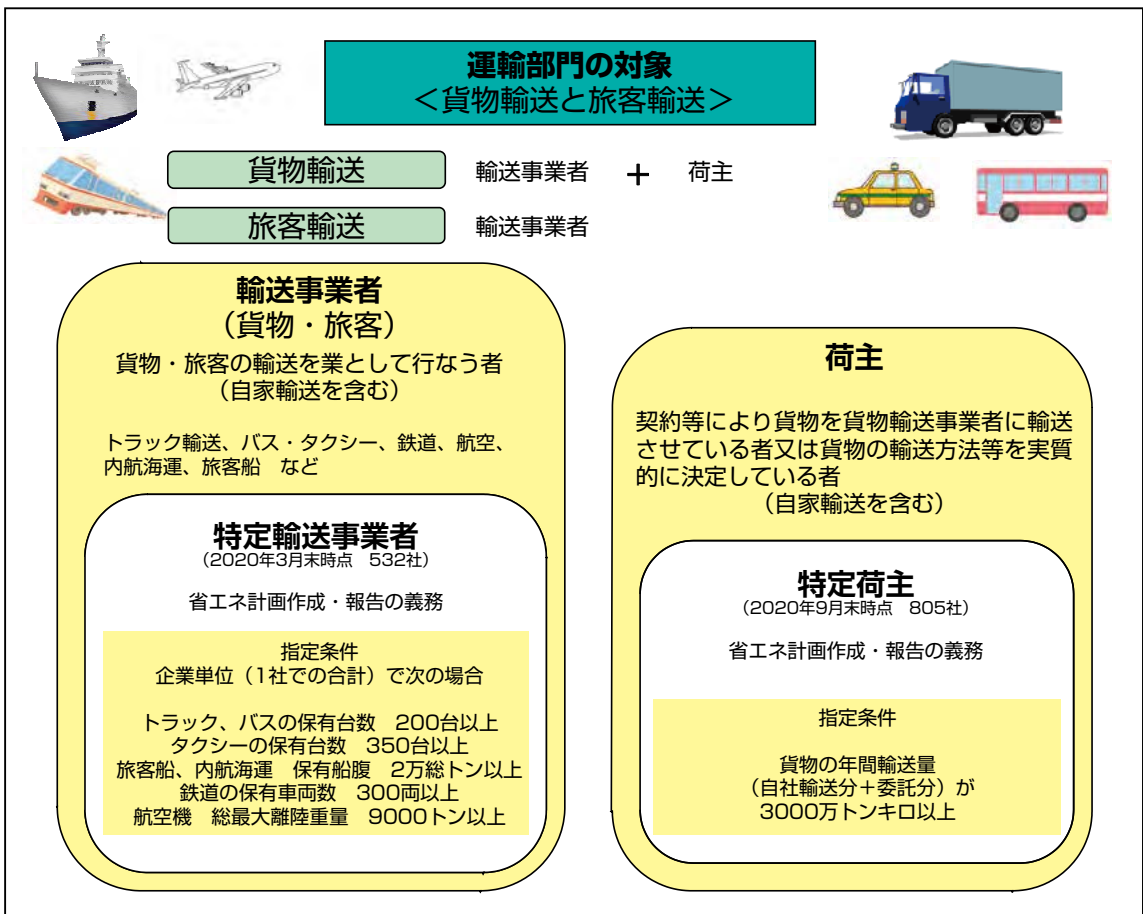 運輸部門の対象
＜貨物輸送と旅客輸送＞
貨物輸送 輸送事業者 ＋ 荷主
旅客輸送 輸送事業者
輸送事業者
（貨物・旅客）
貨物・旅客の輸送を業として行なう者
（自家輸送を含む）
トラック輸送、バス・タクシー、鉄道、航空、
内航海運、旅客船 など
特定輸送事業者
（2020年3月末時点 532社）
省エネ計画作成・報告の義務
指定条件
企業単位（1社での合計）で次の場合
トラック、バスの保有台数 200台以上
タクシーの保有台数 350台以上
旅客船、内航海運 保有船腹 2万総トン以上
鉄道の保有車両数 300両以上
航空機 総最大離陸重量 9000トン以上
荷主
契約等により貨物を貨物輸送事業者に輸送
させている者又は貨物の輸送方法等を実質
的に決定している者
（自家輸送を含む）
特定荷主
（2020年9月末時点 805社）
省エネ計画作成・報告の義務
指定条件
貨物の年間輸送量
（自社輸送分＋委託分）が
3000万トンキロ以上